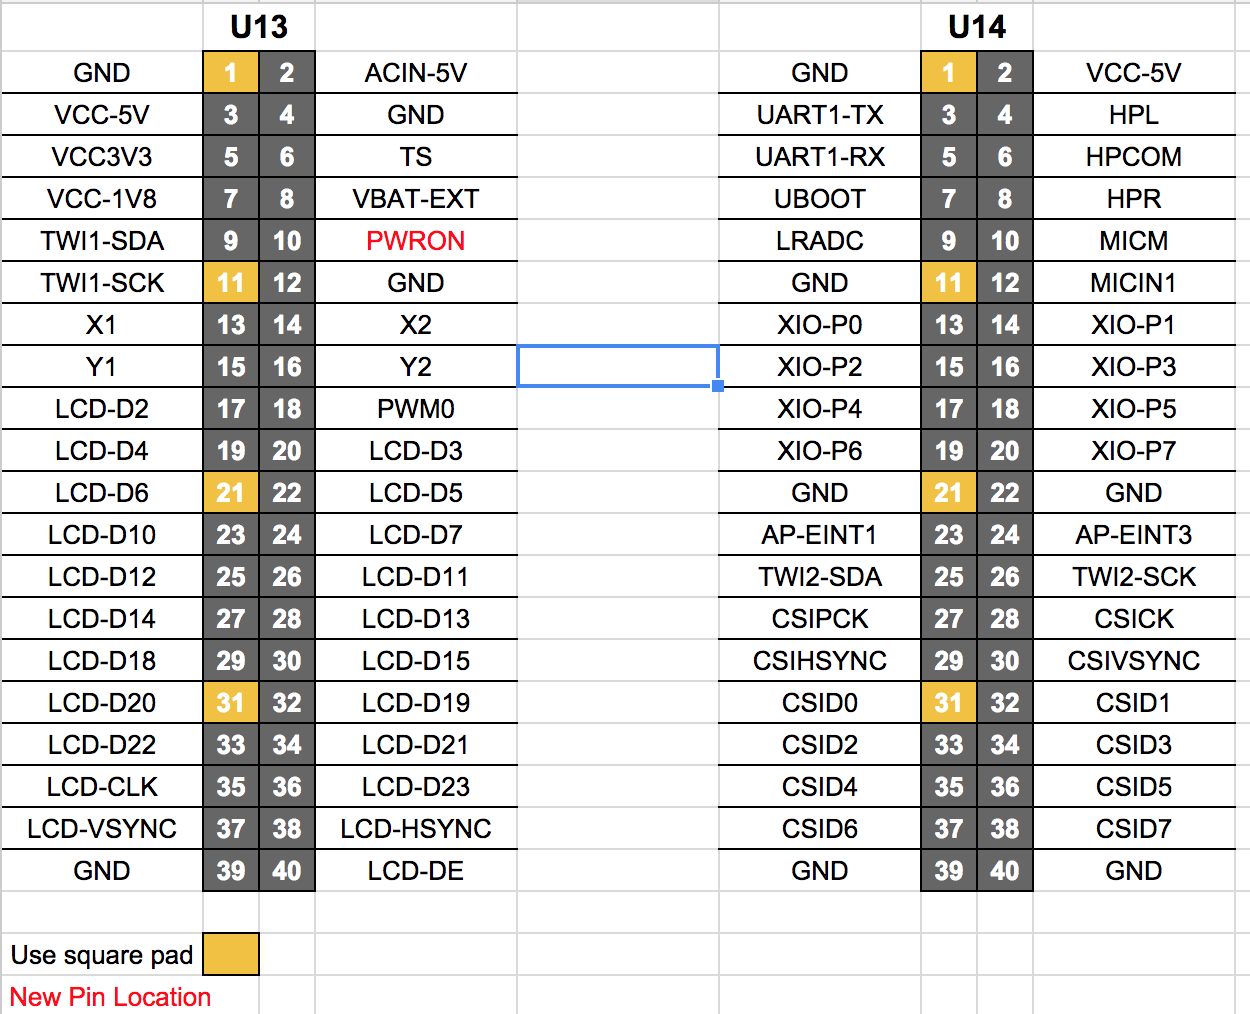 U13 U14
GND 1 2 ACIN-5V GND 1 2 VCC-5V
VCC-5V 3 4 GND UART1-TX 3 4 HPL
VCC3V3 5 6 TS UART1-RX 5 6 HPCOM
VCC-1V8 7 8 VBAT-EXT UBOOT 7 8 HPR
TWI1-SDA 9 10 PWRON LRADC 9 10 MICM
TWI1-SCK 11 12 GND GND 11 12 MICIN1
X1 13 14 X2 XIO-P0 13 14 XIO-P1
Y1 15 16 Y2 XIO-P2 15 16 XIO-P3
LCD-D2 17 18 PWM0 XIO-P4 17 18 XIO-P5
LCD-D4 19 20 LCD-D3 XIO-P6 19 20 XIO-P7
LCD-D6 21 22 LCD-D5 GND 21 22 GND
LCD-D10 23 24 LCD-D7 AP-EINT1 23 24 AP-EINT3
LCD-D12 25 26 LCD-D11 TWI2-SDA 25 26 TWI2-SCK
LCD-D14 27 28 LCD-D13 CSIPCK 27 28 CSICK
LCD-D18 29 30 LCD-D15 CSIHSYNC 29 30 CSIVSYNC
LCD-D20 31 32 LCD-D19 CSID0 31 32 CSID1
LCD-D22 33 34 LCD-D21 CSID2 33 34 CSID3
LCD-CLK 35 36 LCD-D23 CSID4 35 36 CSID5
LCD-VSYNC 37 38 LCD-HSYNC CSID6 37 38 CSID7
GND 39 40 LCD-DE GND 39 40 GND
Use square pad
New Pin Location